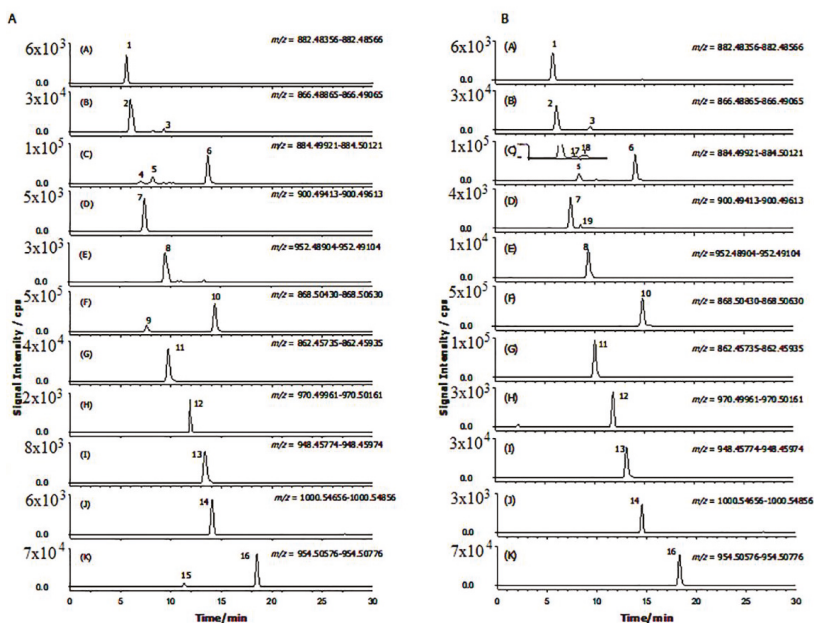 A
Signal Intensity / cps
(A) 6x10³ 0.0 1 m/z = 882.48356-882.48566
(B) 3x10⁴ 0.0 2 3 m/z = 866.48865-866.49065
(C) 1x10⁵ 0.0 4 5 6 m/z = 884.49921-884.50121
(D) 5x10³ 0.0 7 m/z = 900.49413-900.49613
(E) 3x10³ 0.0 8 m/z = 952.48904-952.49104
(F) 5x10⁵ 0.0 9 10 m/z = 868.50430-868.50630
(G) 4x10⁴ 0.0 11 m/z = 862.45735-862.45935
(H) 2x10³ 0.0 12 m/z = 970.49961-970.50161
(I) 8x10³ 0.0 13 m/z = 948.45774-948.45974
(J) 6x10³ 0.0 14 m/z = 1000.54656-1000.54856
(K) 7x10⁴ 0.0 15 16 m/z = 954.50576-954.50776
0 5 10 15 20 25 30
Time/min
B
Signal Intensity / cps
(A) 6x10³ 0.0 1 m/z = 882.48356-882.48566
(B) 3x10⁴ 0.0 2 3 m/z = 866.48865-866.49065
(C) 1x10⁵ 0.0 17 18 5 6 m/z = 884.49921-884.50121
(D) 4x10³ 0.0 7 19 m/z = 900.49413-900.49613
(E) 1x10⁴ 0.0 8 m/z = 952.48904-952.49104
(F) 5x10⁵ 0.0 10 m/z = 868.50430-868.50630
(G) 1x10⁵ 0.0 11 m/z = 862.45735-862.45935
(H) 3x10³ 0.0 12 m/z = 970.49961-970.50161
(I) 3x10⁴ 0.0 13 m/z = 948.45774-948.45974
(J) 3x10³ 0.0 14 m/z = 1000.54656-1000.54856
(K) 7x10⁴ 0.0 16 m/z = 954.50576-954.50776
0 5 10 15 20 25 30
Time/min